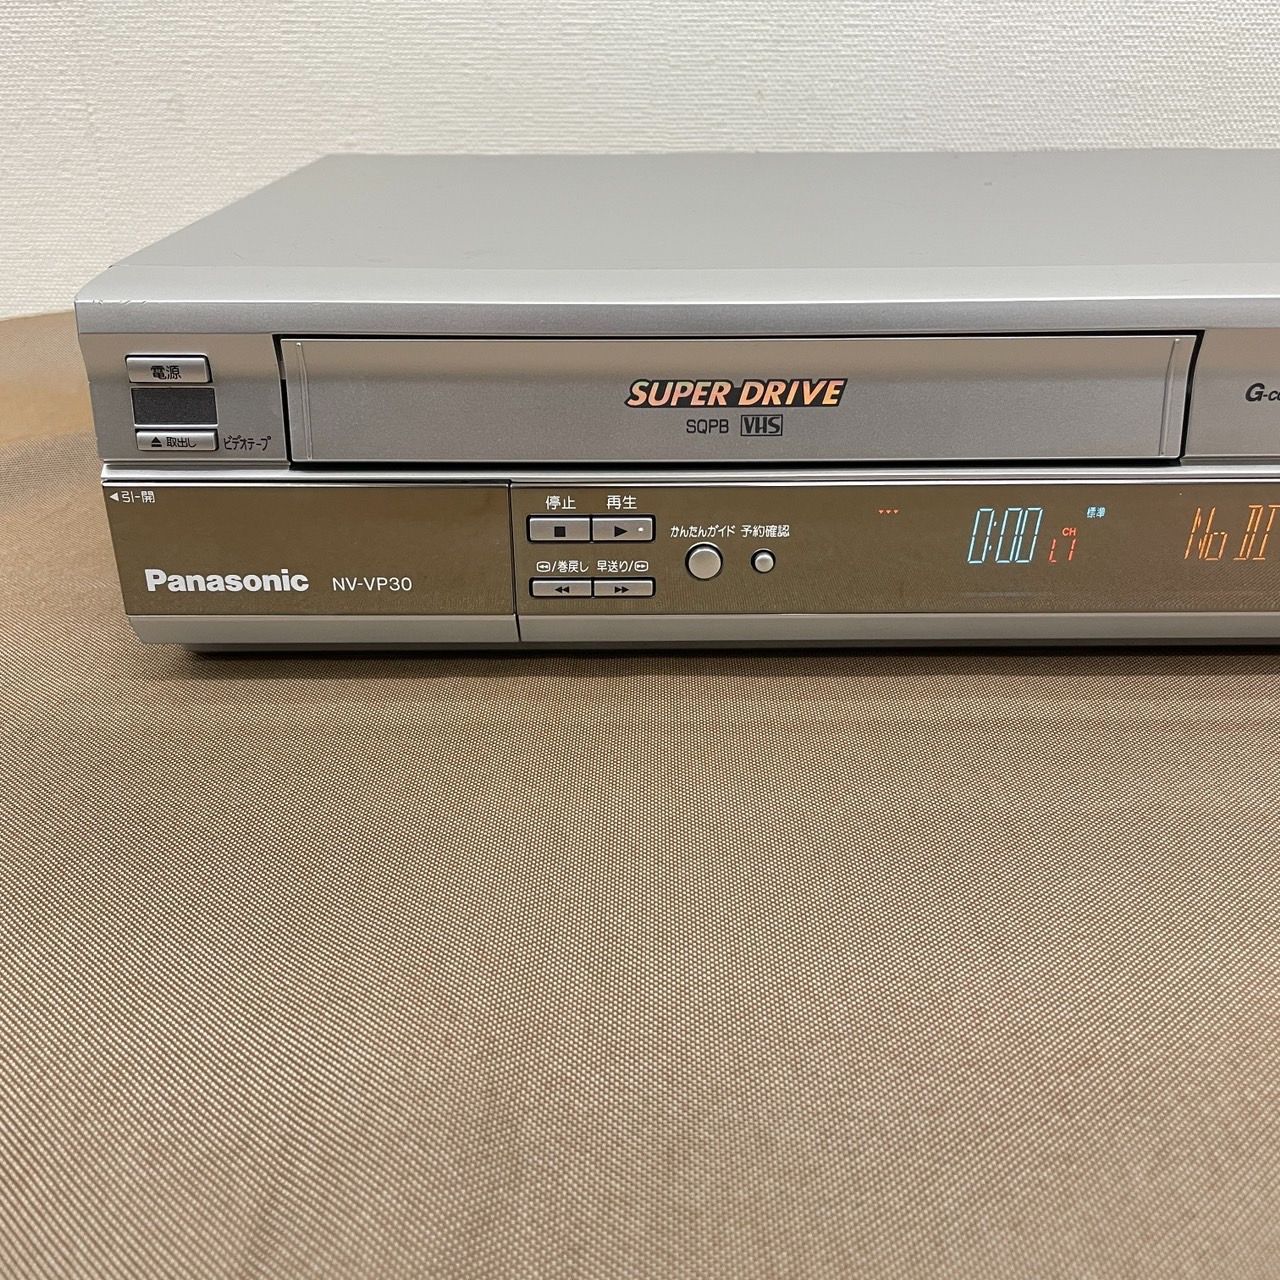 電源
取出し ビデオテープ
SUPER DRIVE
SQPB VHS
引-開
Panasonic NV-VP30
停止 再生
かんたんガイド 予約確認
/巻戻し 早送り/
0:00 CH L1 標準
No